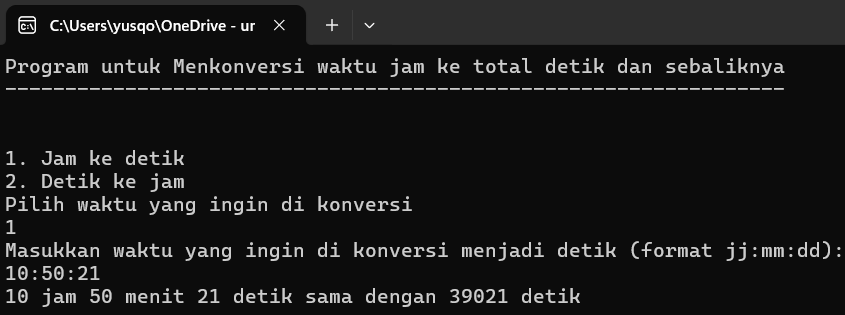 C:\Users\yusqo\OneDrive - ur
Program untuk Menkonversi waktu jam ke total detik dan sebaliknya
-----------------------------------------------------------------
1. Jam ke detik
2. Detik ke jam
Pilih waktu yang ingin di konversi
1
Masukkan waktu yang ingin di konversi menjadi detik (format jj:mm:dd):
10:50:21
10 jam 50 menit 21 detik sama dengan 39021 detik